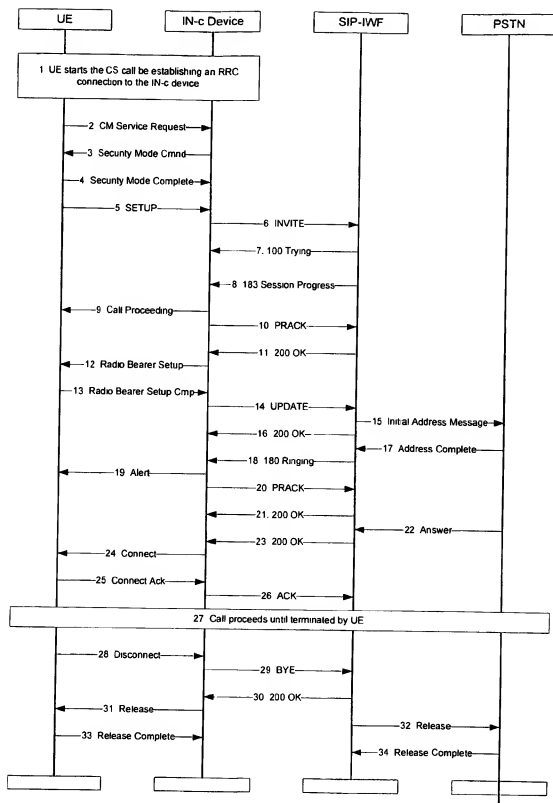 UE
IN-c Device
SIP-IWF
PSTN
1 UE starts the CS call be establishing an RRC
connection to the IN-c device
2 CM Service Request
3 Security Mode Cmnd
4 Security Mode Complete
5 SETUP
6 INVITE
7. 100 Trying
8 183 Session Progress
9 Call Proceeding
10 PRACK
11 200 OK
12 Radio Bearer Setup
13 Radio Bearer Setup Cmp
14 UPDATE
15 Initial Address Message
16 200 OK
17 Address Complete
18 180 Ringing
19 Alert
20 PRACK
21. 200 OK
22 Answer
23 200 OK
24 Connect
25 Connect Ack
26 ACK
27 Call proceeds until terminated by UE
28 Disconnect
29 BYE
30 200 OK
31 Release
32 Release
33 Release Complete
34 Release Complete